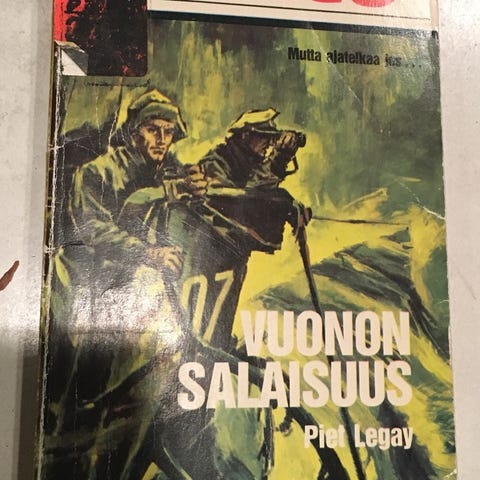 Mutta ajatelkaa jos...
07
VUONON
SALAISUUS
Piet Legay